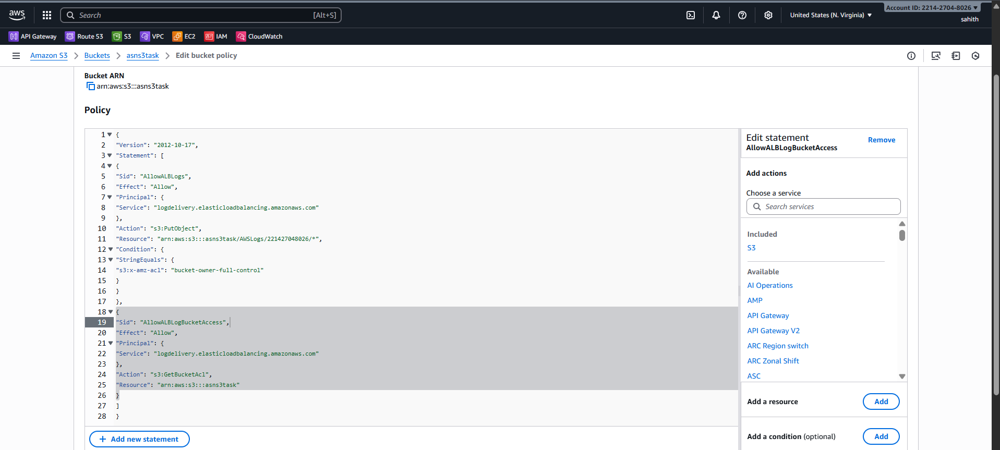 aws
Search [Alt+S]
United States (N. Virginia)
Account ID: 2214-2704-8026
sahith
API Gateway Route 53 S3 VPC EC2 IAM CloudWatch
Amazon S3 Buckets asns3task Edit bucket policy
Bucket ARN
arn:aws:s3:::asns3task
Policy
1 {
2 "Version": "2012-10-17",
3 "Statement": [
4 {
5 "Sid": "AllowALBLogs",
6 "Effect": "Allow",
7 "Principal": {
8 "Service": "logdelivery.elasticloadbalancing.amazonaws.com"
9 },
10 "Action": "s3:PutObject",
11 "Resource": "arn:aws:s3:::asns3task/AWSLogs/221427048026/*",
12 "Condition": {
13 "StringEquals": {
14 "s3:x-amz-acl": "bucket-owner-full-control"
15 }
16 }
17 },
18 {
19 "Sid": "AllowALBLogBucketAccess",
20 "Effect": "Allow",
21 "Principal": {
22 "Service": "logdelivery.elasticloadbalancing.amazonaws.com"
23 },
24 "Action": "s3:GetBucketAcl",
25 "Resource": "arn:aws:s3:::asns3task"
26 }
27 ]
28 }
+ Add new statement
Edit statement
Remove
AllowALBLogBucketAccess
Add actions
Choose a service
Search services
Included
S3
Available
AI Operations
AMP
API Gateway
API Gateway V2
ARC Region switch
ARC Zonal Shift
ASC
Add a resource Add
Add a condition (optional) Add